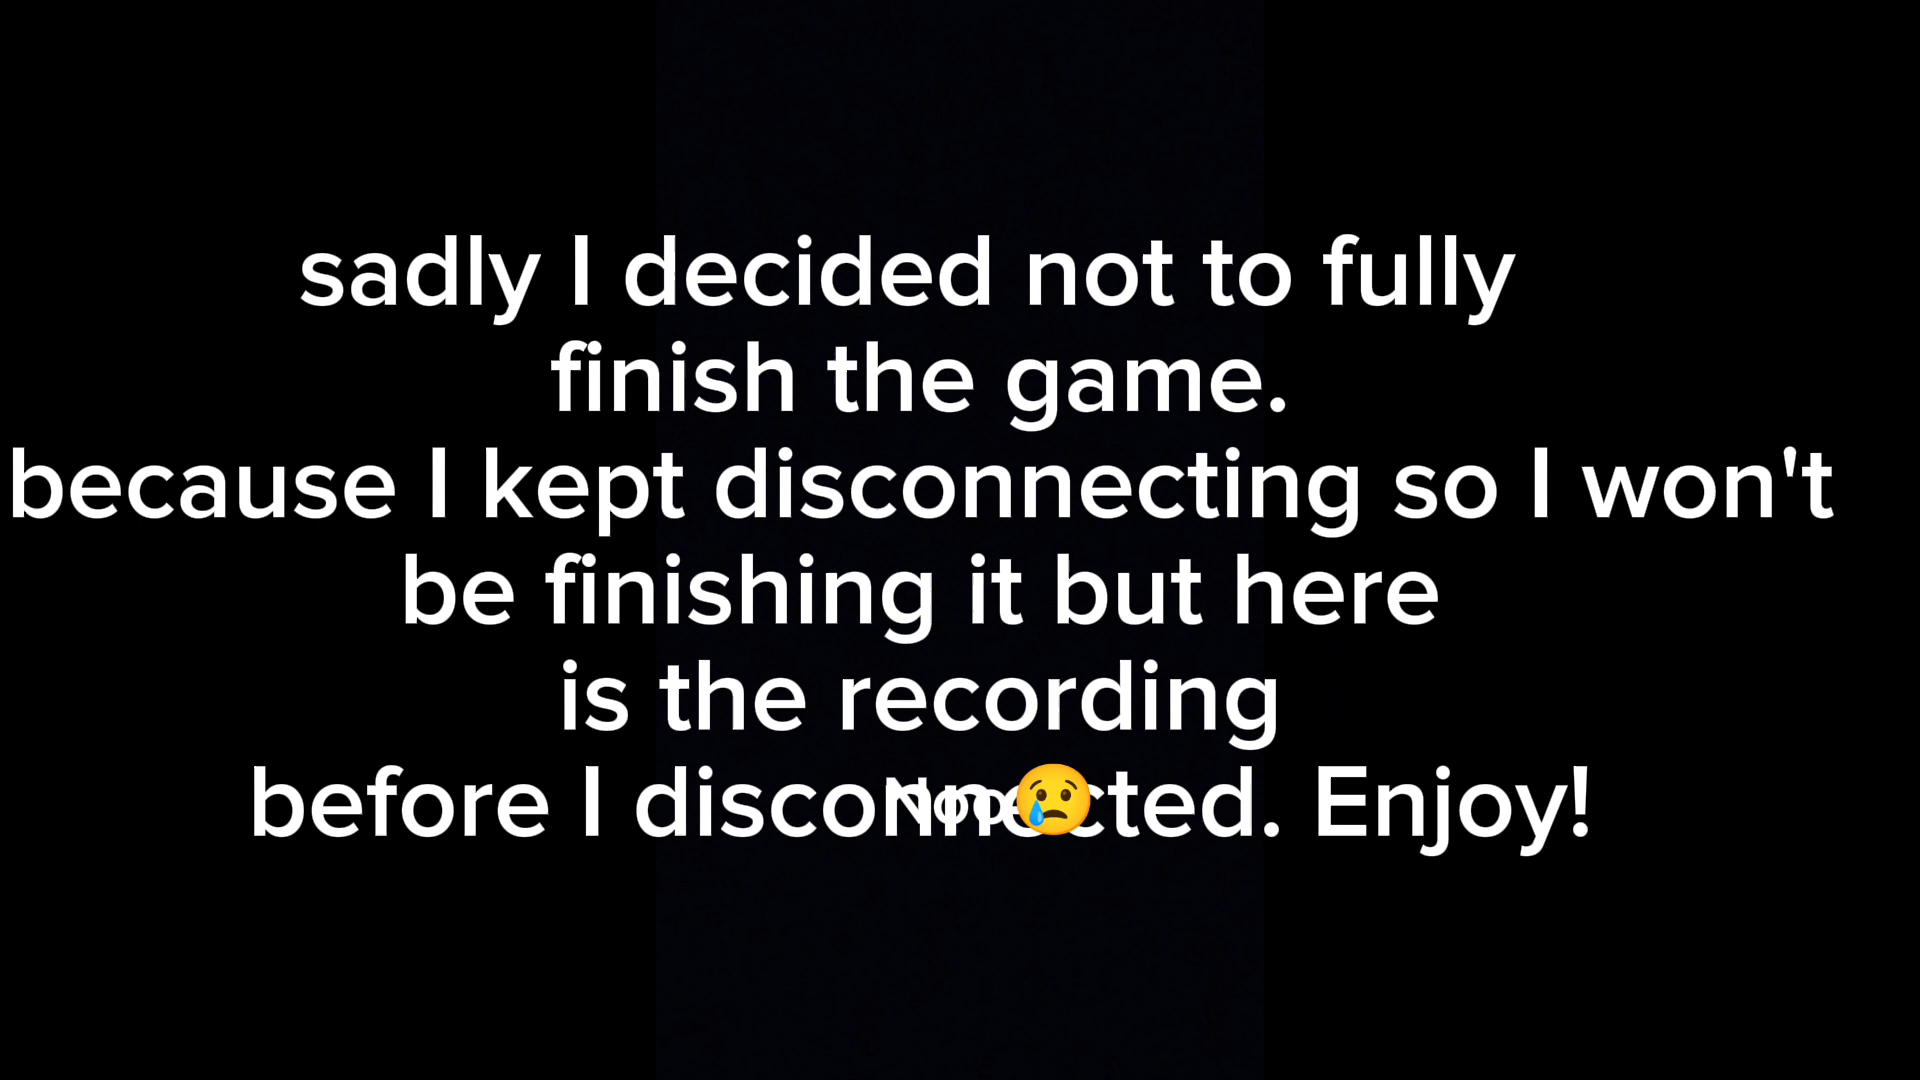 sadly I decided not to fully
finish the game.
because I kept disconnecting so I won't
be finishing it but here
is the recording
before I disconnected. Enjoy!
Noo😢